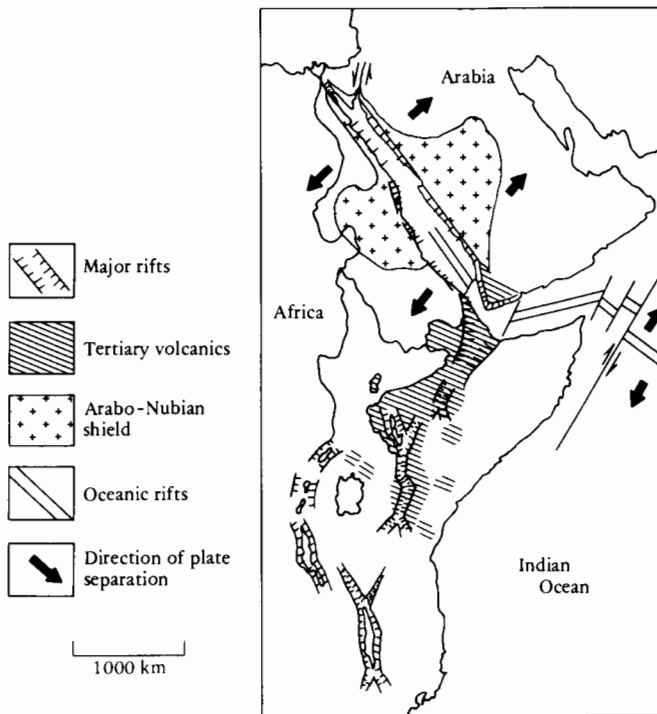 Major rifts
Tertiary volcanics
Arabo-Nubian
shield
Oceanic rifts
Direction of plate
separation
1000 km
Arabia
Africa
Indian
Ocean